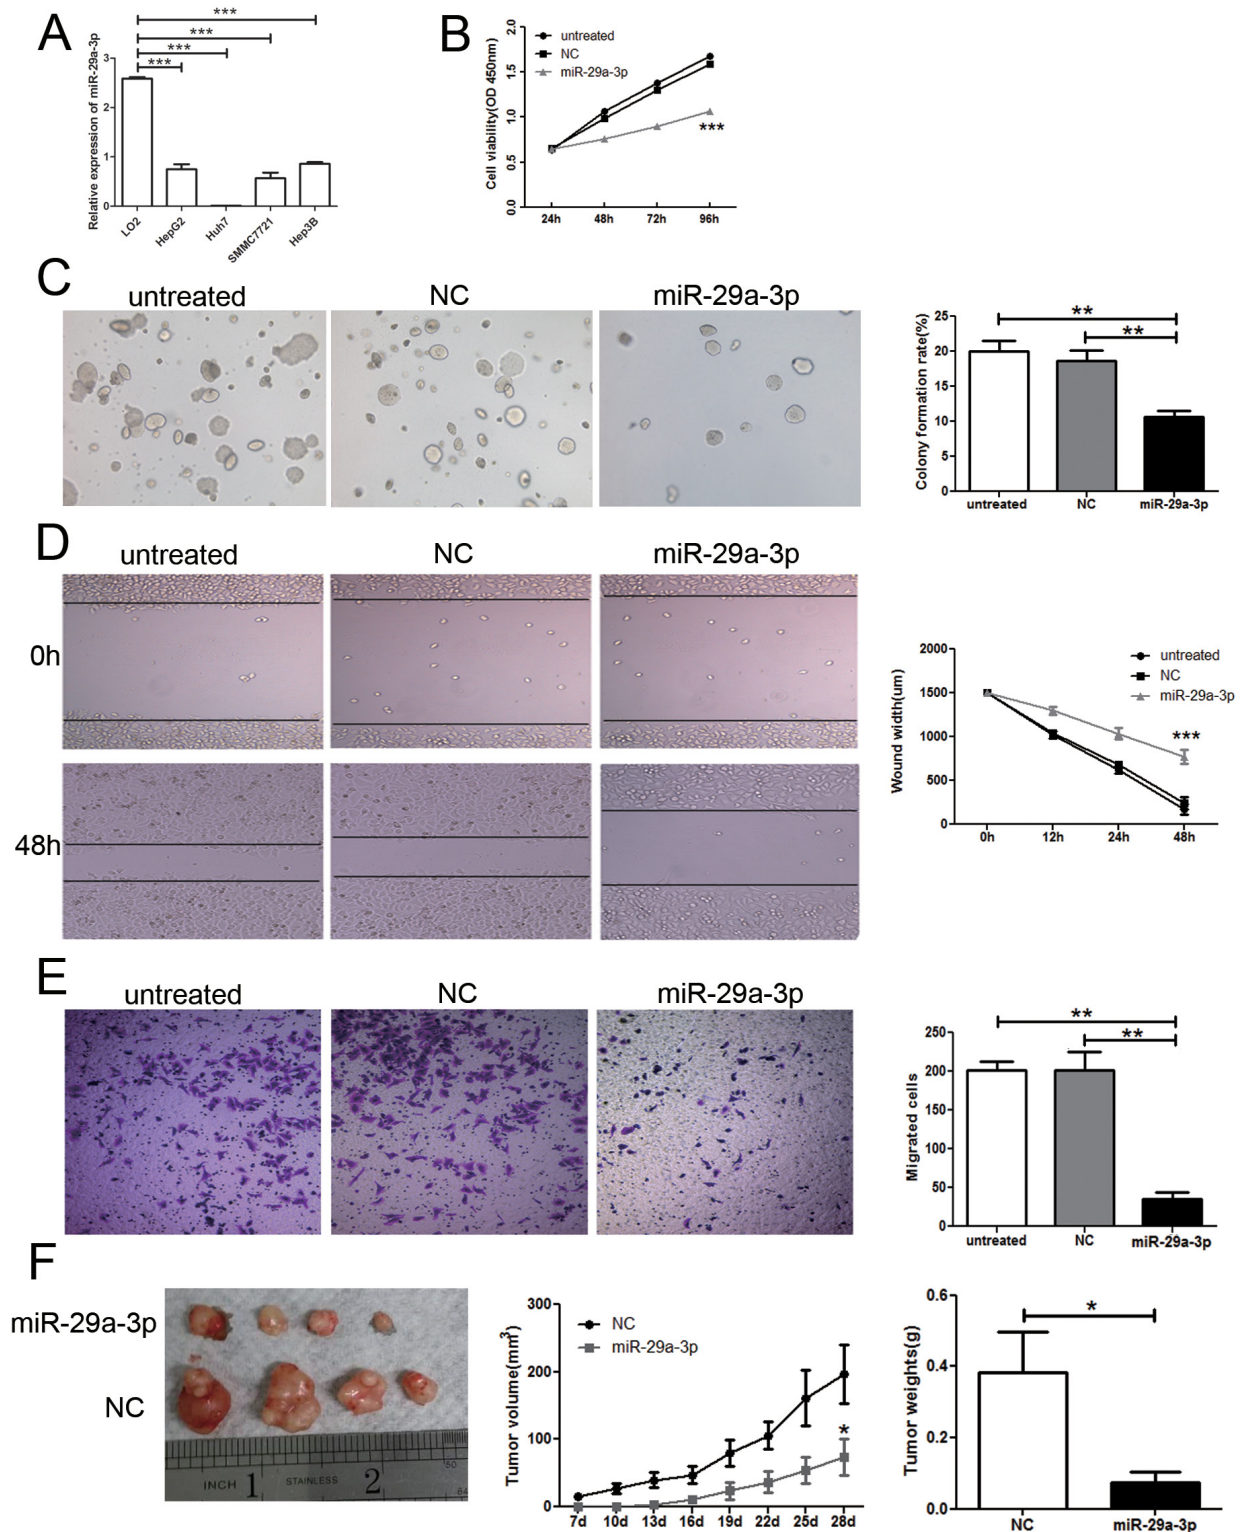 A
***
***
***
***
Relative expression of miR-29a-3p
3
2
1
0
LO2
HepG2
Huh7
SMMC7721
Hep3B
B
untreated
NC
miR-29a-3p
***
Cell viability(OD 450nm)
2.0
1.5
1.0
0.5
0.0
24h 48h 72h 96h
C
untreated NC miR-29a-3p
**
**
Colony formation rate(%)
25
20
15
10
5
0
untreated NC miR-29a-3p
D
untreated NC miR-29a-3p
0h
48h
untreated
NC
miR-29a-3p
***
Wound width(um)
2000
1500
1000
500
0
0h 12h 24h 48h
E
untreated NC miR-29a-3p
**
**
Migrated cells
250
200
150
100
50
0
untreated NC miR-29a-3p
F
miR-29a-3p
NC
INCH 1 STAINLESS 2
50
64
NC
miR-29a-3p
*
Tumor volume(mm3)
300
200
100
0
7d 10d 13d 16d 19d 22d 25d 28d
*
Tumor weights(g)
0.6
0.4
0.2
0.0
NC miR-29a-3p